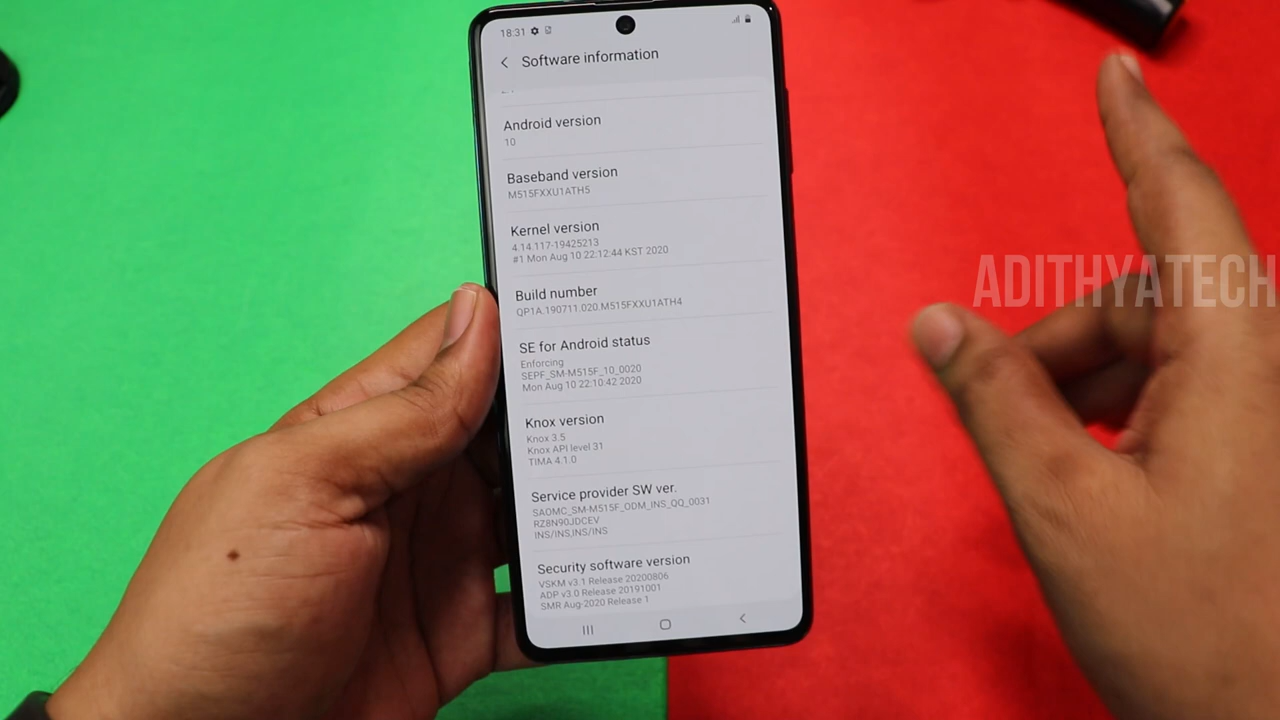 18:31
Software information
Android version
10
Baseband version
M515FXXU1ATH5
Kernel version
4.14.117-19425213
#1 Mon Aug 10 22:12:44 KST 2020
Build number
QP1A.190711.020.M515FXXU1ATH4
SE for Android status
Enforcing
SEPF_SM-M515F_10_0020
Mon Aug 10 22:10:42 2020
Knox version
Knox 3.5
Knox API level 31
TIMA 4.1.0
Service provider SW ver.
SAOMC_SM-M515F_ODM_INS_QQ_0031
RZ8N90JDCEV
INS/INS,INS/INS
Security software version
VSKM v3.1 Release 20200806
ADP v3.0 Release 20191001
SMR Aug-2020 Release 1
ADITHYATECH